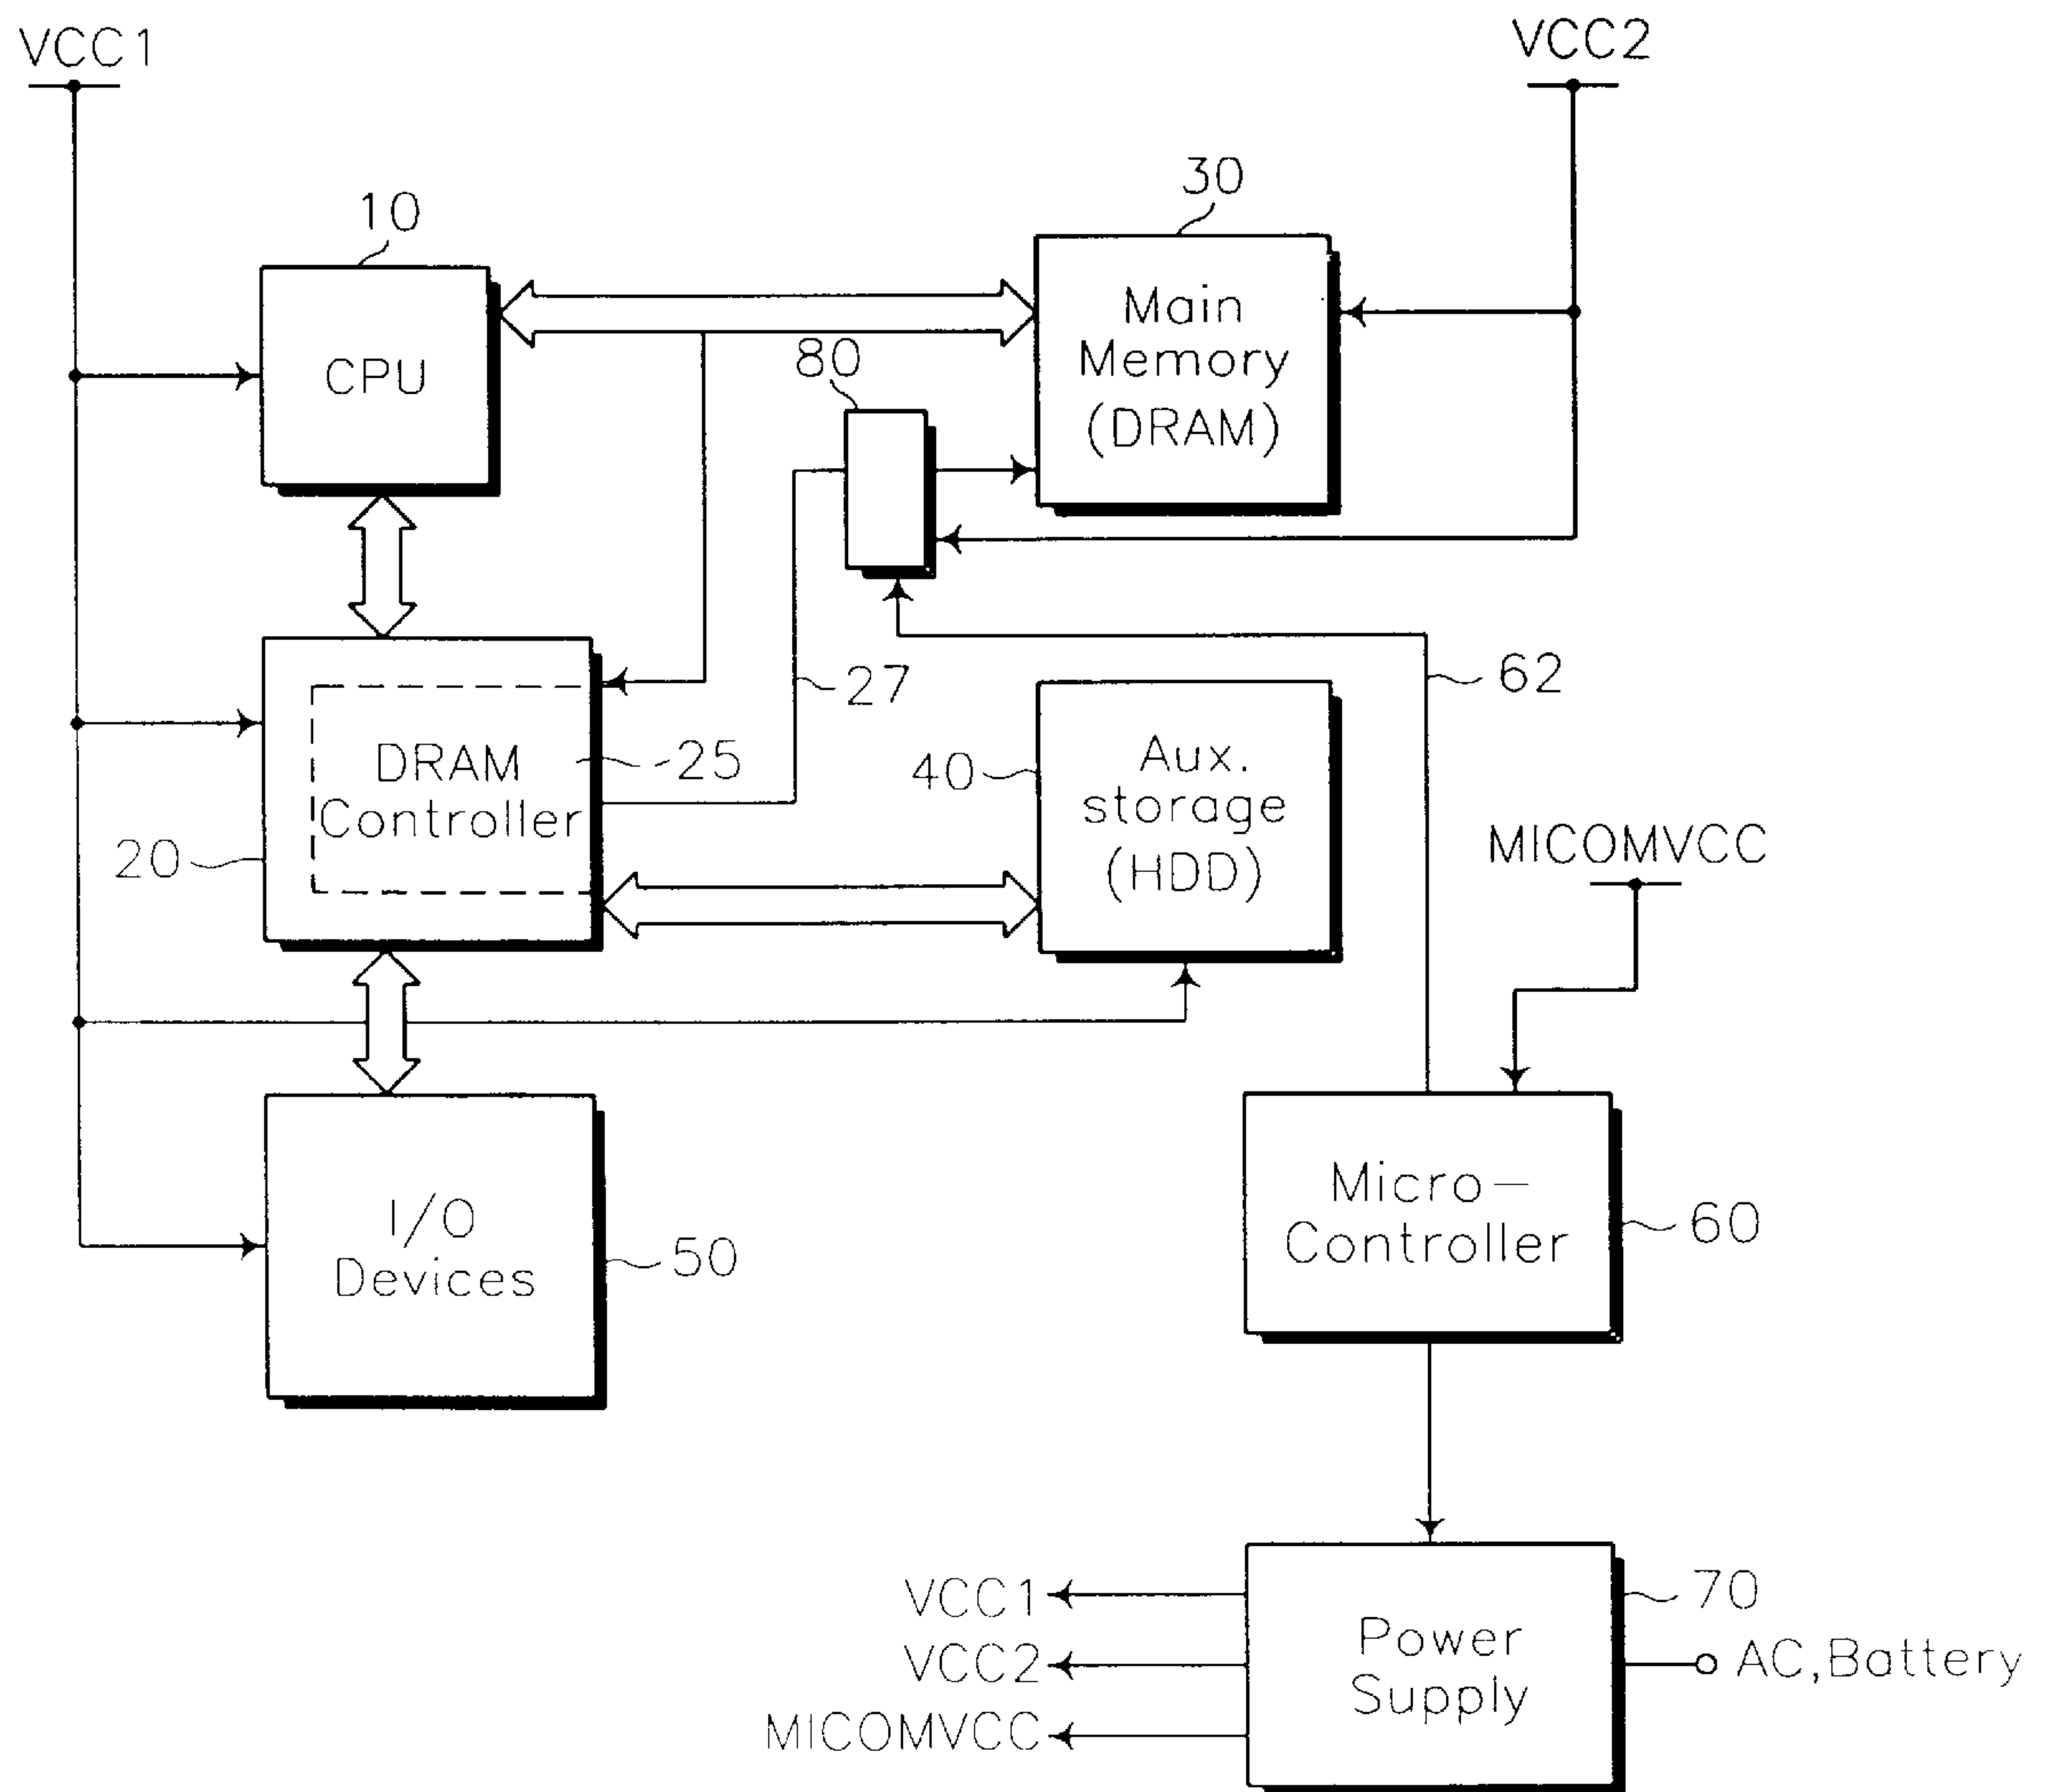 VCC1
VCC2
10
30
CPU
Main
Memory
(DRAM)
80
27
62
DRAM
Controller
25
20
40
Aux.
storage
(HDD)
MICOMVCC
I/O
Devices
50
Micro-
Controller
60
VCC1
VCC2
MICOMVCC
Power
Supply
70
AC,Battery